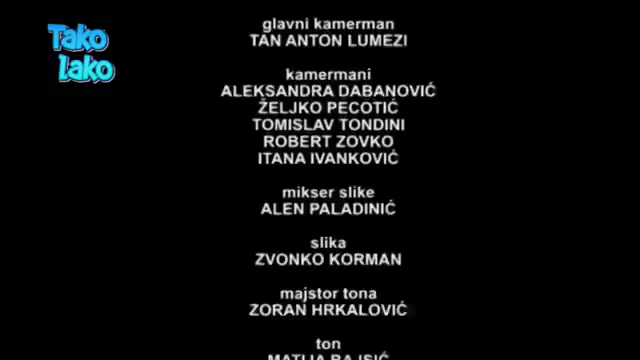 Tako
lako
glavni kamerman
TAN ANTON LUMEZI
kamermani
ALEKSANDRA DABANOVIĆ
ŽELJKO PECOTIĆ
TOMISLAV TONDINI
ROBERT ZOVKO
ITANA IVANKOVIĆ
mikser slike
ALEN PALADINIĆ
slika
ZVONKO KORMAN
majstor tona
ZORAN HRKALOVIĆ
ton
MATIJA